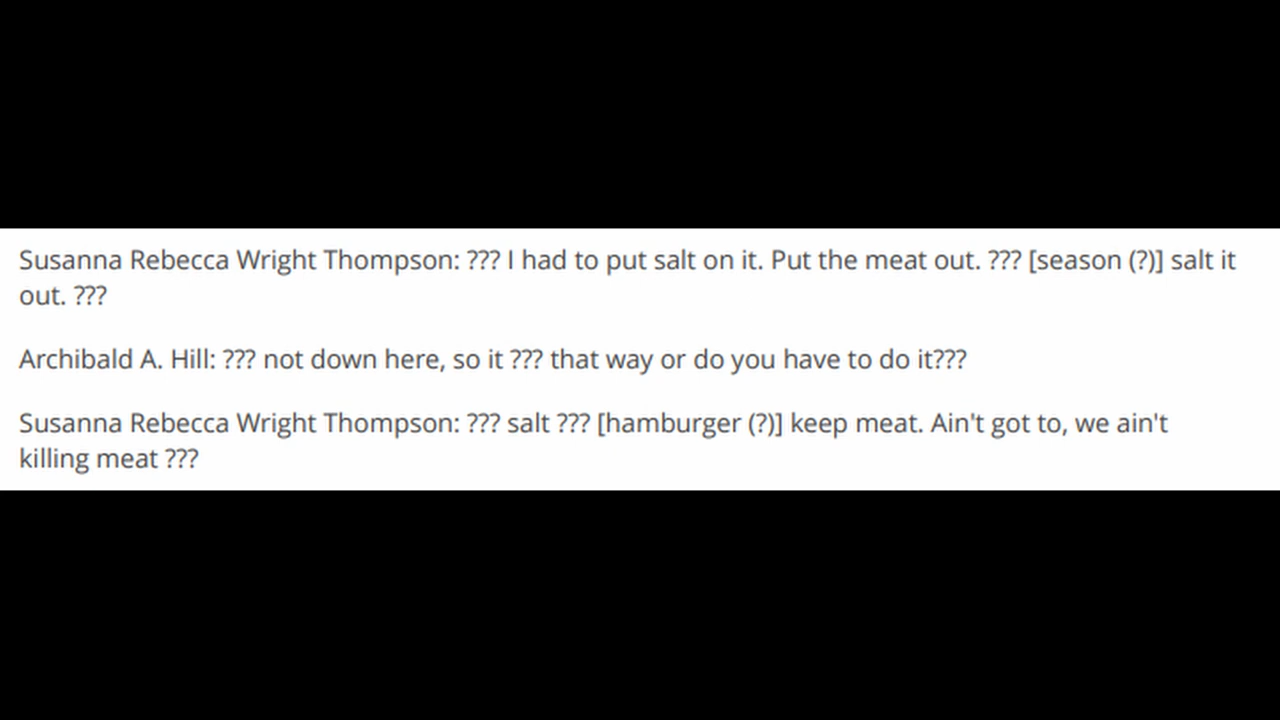 Susanna Rebecca Wright Thompson: ??? I had to put salt on it. Put the meat out. ??? [season (?)] salt it
out. ???
Archibald A. Hill: ??? not down here, so it ??? that way or do you have to do it???
Susanna Rebecca Wright Thompson: ??? salt ??? [hamburger (?)] keep meat. Ain't got to, we ain't
killing meat ???